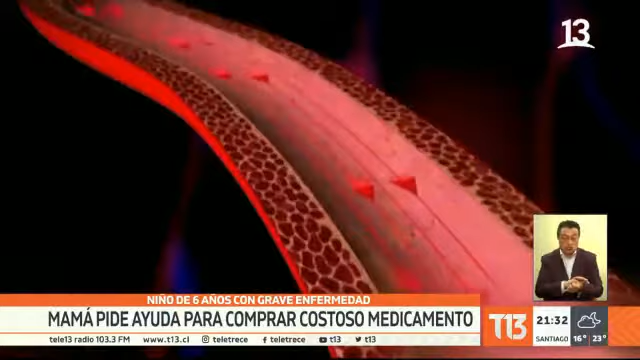 13
NIÑO DE 6 AÑOS CON GRAVE ENFERMEDAD
MAMÁ PIDE AYUDA PARA COMPRAR COSTOSO MEDICAMENTO
tele13 radio 103.3 FM www.t13.cl teletrece teletrece t13
T13
21:32
SANTIAGO 16° 23°